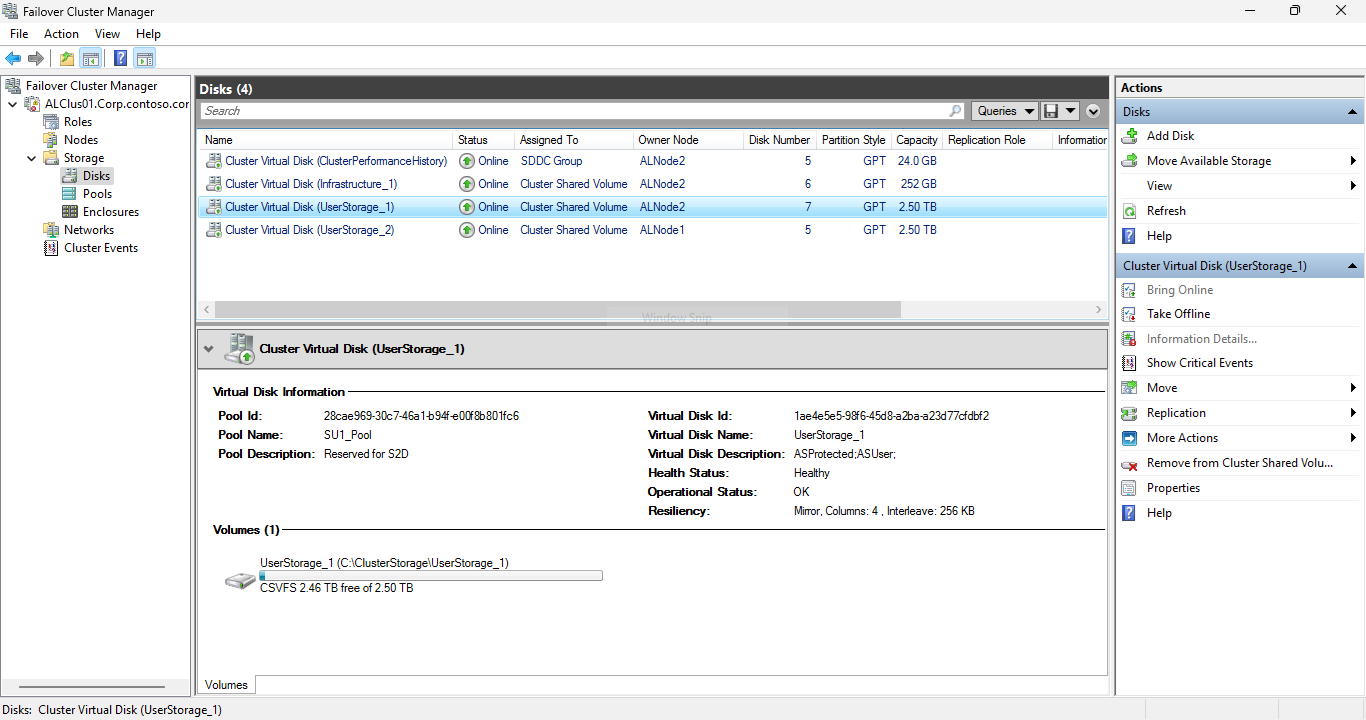 Failover Cluster Manager
File Action View Help
Failover Cluster Manager
ALClus01.Corp.contoso.cor
Roles
Nodes
Storage
Disks
Pools
Enclosures
Networks
Cluster Events
Disks (4)
Search
Queries
Name Status Assigned To Owner Node Disk Number Partition Style Capacity Replication Role Information
Cluster Virtual Disk (ClusterPerformanceHistory) Online SDDC Group ALNode2 5 GPT 24.0 GB
Cluster Virtual Disk (Infrastructure_1) Online Cluster Shared Volume ALNode2 6 GPT 252 GB
Cluster Virtual Disk (UserStorage_1) Online Cluster Shared Volume ALNode2 7 GPT 2.50 TB
Cluster Virtual Disk (UserStorage_2) Online Cluster Shared Volume ALNode1 5 GPT 2.50 TB
Window Snip
Cluster Virtual Disk (UserStorage_1)
Virtual Disk Information
Pool Id: 28cae969-30c7-46a1-b94f-e00f8b801fc6
Pool Name: SU1_Pool
Pool Description: Reserved for S2D
Virtual Disk Id: 1ae4e5e5-98f6-45d8-a2ba-a23d77cfdbf2
Virtual Disk Name: UserStorage_1
Virtual Disk Description: ASProtected;ASUser;
Health Status: Healthy
Operational Status: OK
Resiliency: Mirror, Columns: 4 , Interleave: 256 KB
Volumes (1)
UserStorage_1 (C:\ClusterStorage\UserStorage_1)
CSVFS 2.46 TB free of 2.50 TB
Volumes
Actions
Disks
Add Disk
Move Available Storage
View
Refresh
Help
Cluster Virtual Disk (UserStorage_1)
Bring Online
Take Offline
Information Details...
Show Critical Events
Move
Replication
More Actions
Remove from Cluster Shared Volu...
Properties
Help
Disks: Cluster Virtual Disk (UserStorage_1)